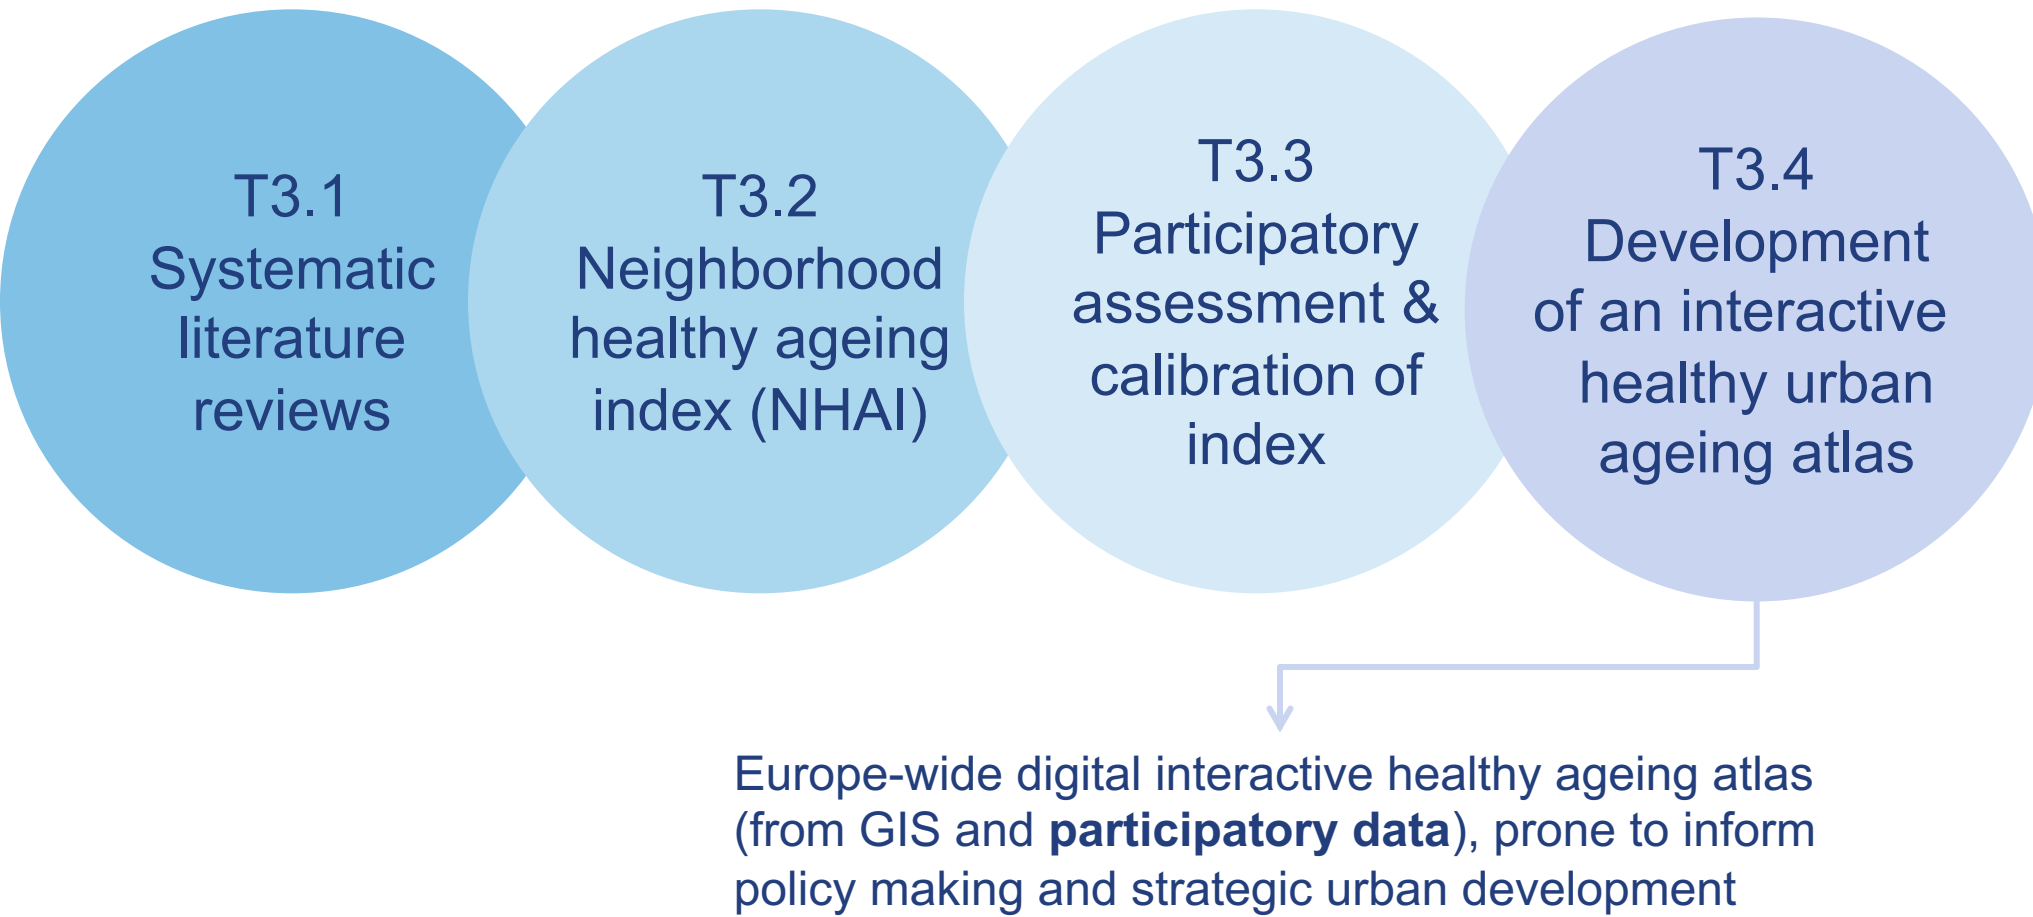 T3.1
Systematic
literature
reviews
T3.2
Neighborhood
healthy ageing
index (NHAI)
T3.3
Participatory
assessment &
calibration of
index
T3.4
Development
of an interactive
healthy urban
ageing atlas
Europe-wide digital interactive healthy ageing atlas
(from GIS and participatory data), prone to inform
policy making and strategic urban development